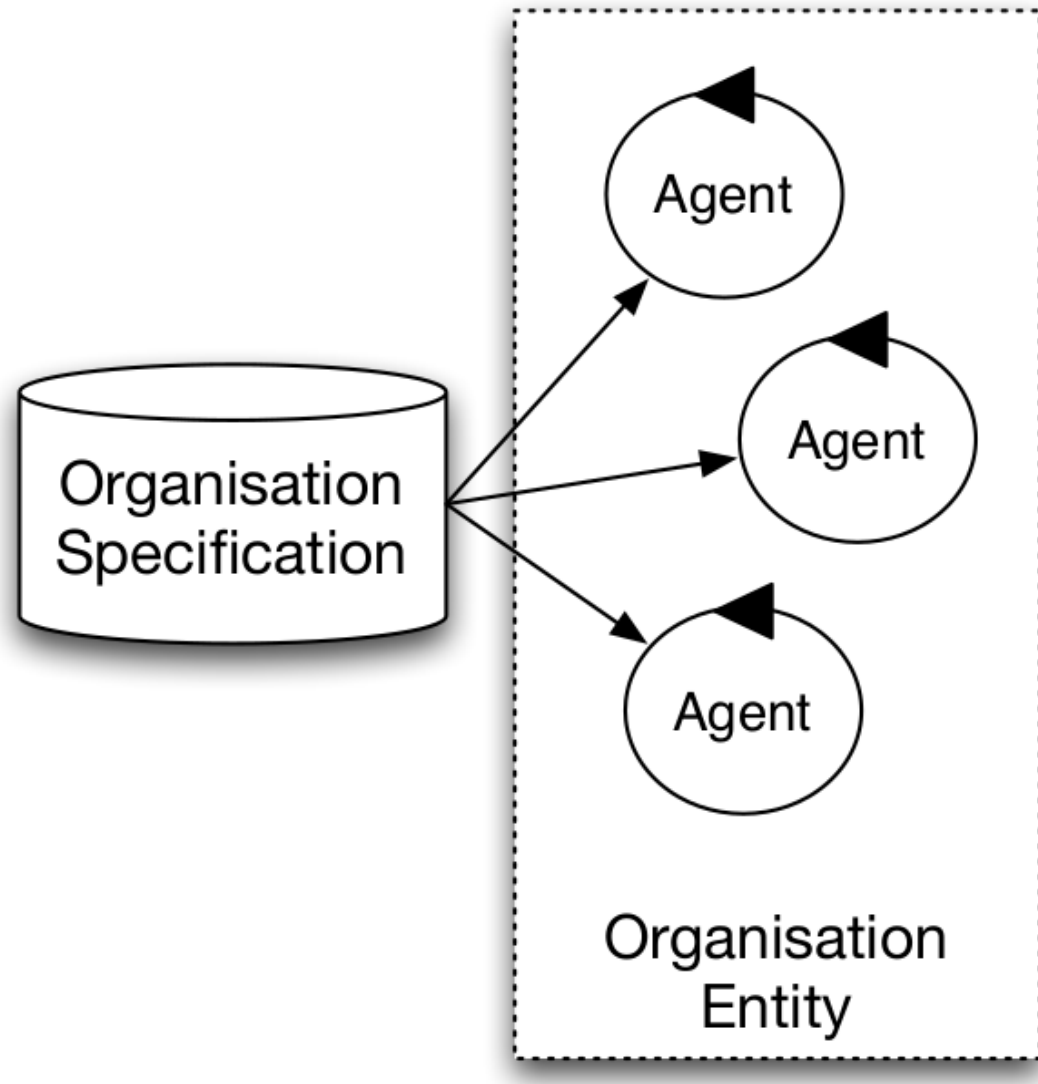 Agent
Agent
Organisation
Specification
Agent
Organisation
Entity